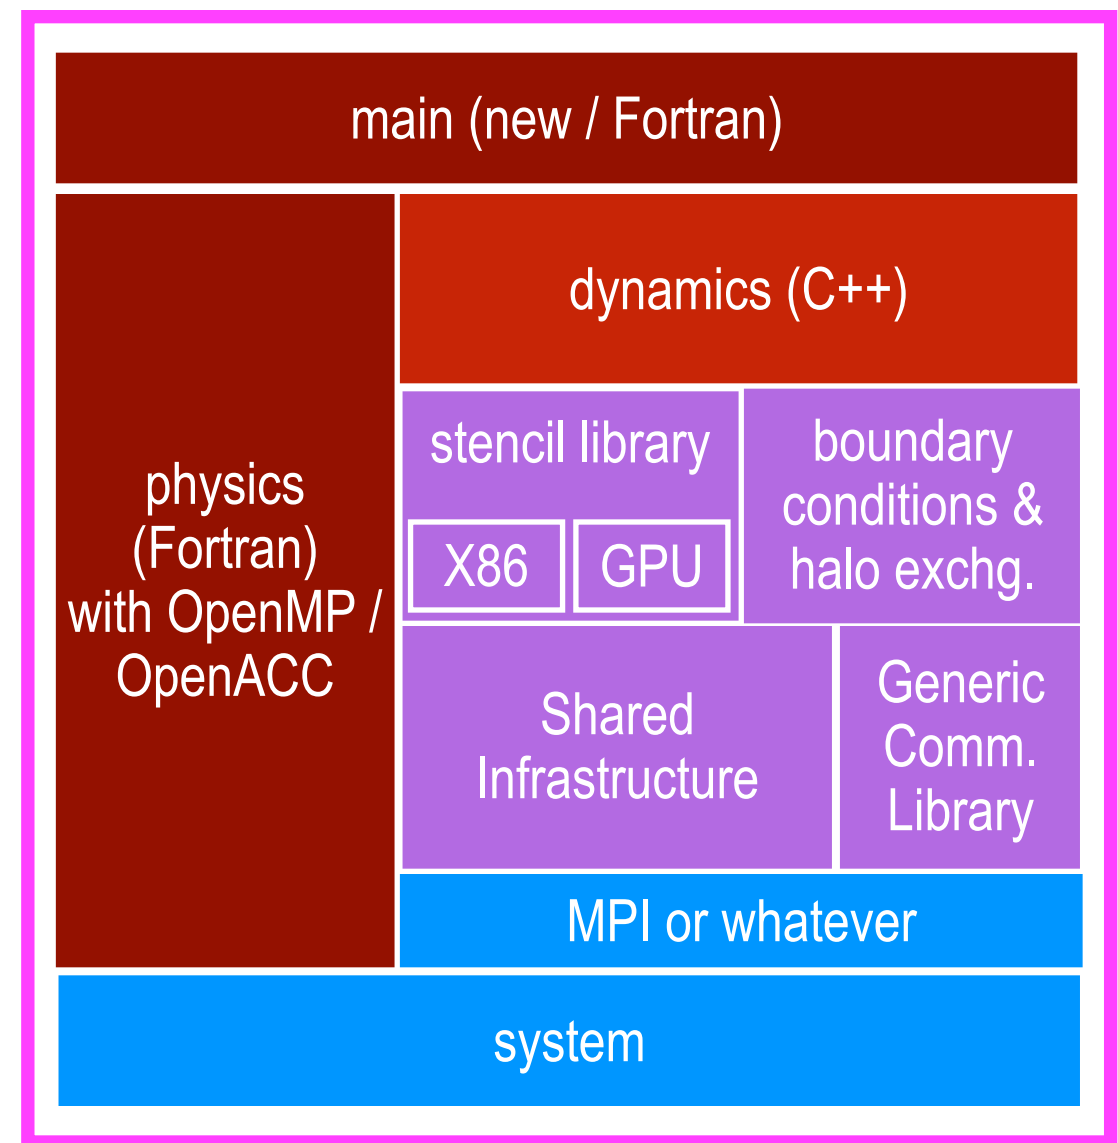 main (new / Fortran)
dynamics (C++)
physics
(Fortran)
with OpenMP /
OpenACC
stencil library
X86
GPU
boundary
conditions &
halo exchg.
Shared
Infrastructure
Generic
Comm.
Library
MPI or whatever
system